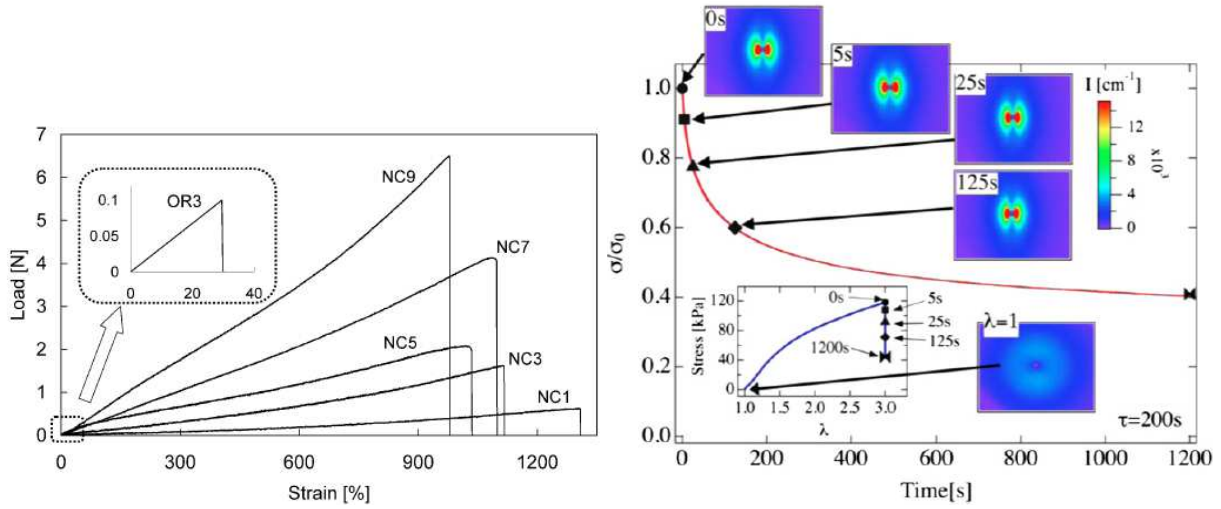 7
6
5
4
3
2
1
0
Load [N]
0.1
0.05
0
OR3
0
20
40
NC9
NC7
NC5
NC3
NC1
0
300
600
900
1200
Strain [%]
0s
5s
25s
125s
I [cm⁻¹]
12
8
4
0
x10³
1.0
0.8
0.6
0.4
0.2
0.0
σ/σ₀
Stress [kPa]
120
80
40
0
0s
5s
25s
125s
1200s
1.0
1.5
2.0
2.5
3.0
λ
λ=1
τ=200s
0
200
400
600
800
1000
1200
Time[s]